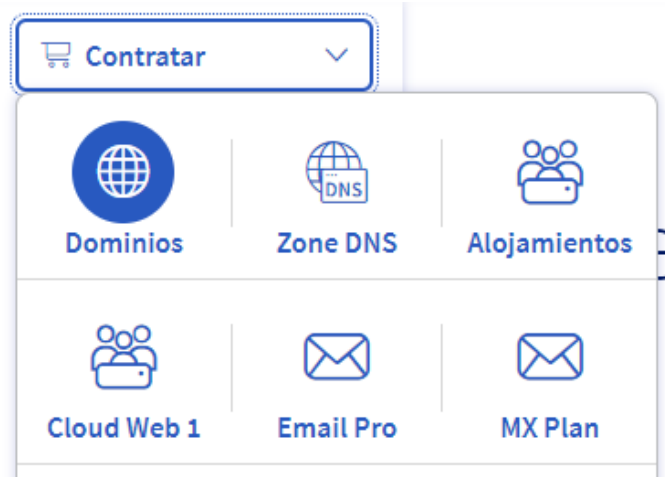 Contratar
Dominios Zone DNS Alojamientos
DNS
Cloud Web 1 Email Pro MX Plan